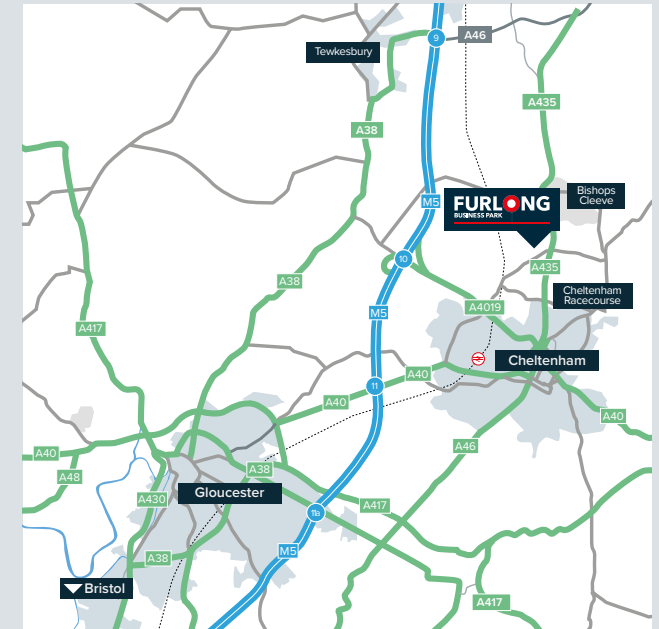 9
A46
Tewkesbury
A435
A38
Bishops
Cleeve
M5
FURLONG
BUSINESS PARK
10
A435
A38
Cheltenham
Racecourse
A4019
M5
A417
Cheltenham
A40
11
A40
A40
A46
A40
A38
A48
Gloucester
A430
A417
11a
M5
A38
Bristol
A417